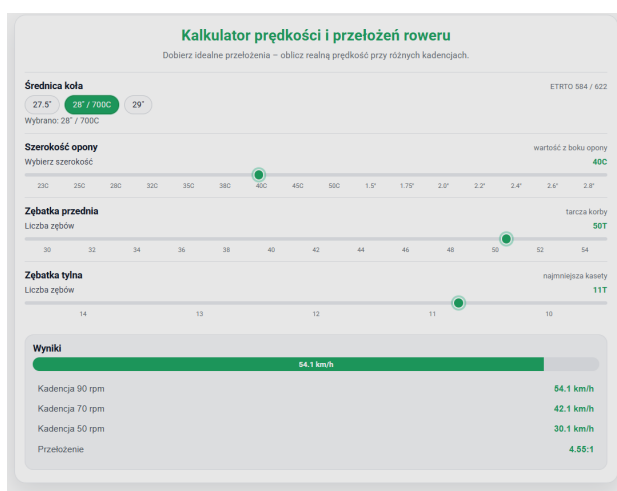 Kalkulator prędkości i przełożeń roweru
Dobierz idealne przełożenia – oblicz realną prędkość przy różnych kadencjach.
Średnica koła ETRTO 584 / 622
27.5" 28" / 700C 29"
Wybrano: 28" / 700C
Szerokość opony wartość z boku opony
Wybierz szerokość 40C
23C 25C 28C 32C 35C 38C 40C 45C 50C 1.5" 1.75" 2.0" 2.2" 2.4" 2.6" 2.8"
Zębatka przednia tarcza korby
Liczba zębów 50T
30 32 34 36 38 40 42 44 46 48 50 52 54
Zębatka tylna najmniejsza kasety
Liczba zębów 11T
14 13 12 11 10
Wyniki
54.1 km/h
Kadencja 90 rpm 54.1 km/h
Kadencja 70 rpm 42.1 km/h
Kadencja 50 rpm 30.1 km/h
Przełożenie 4.55:1